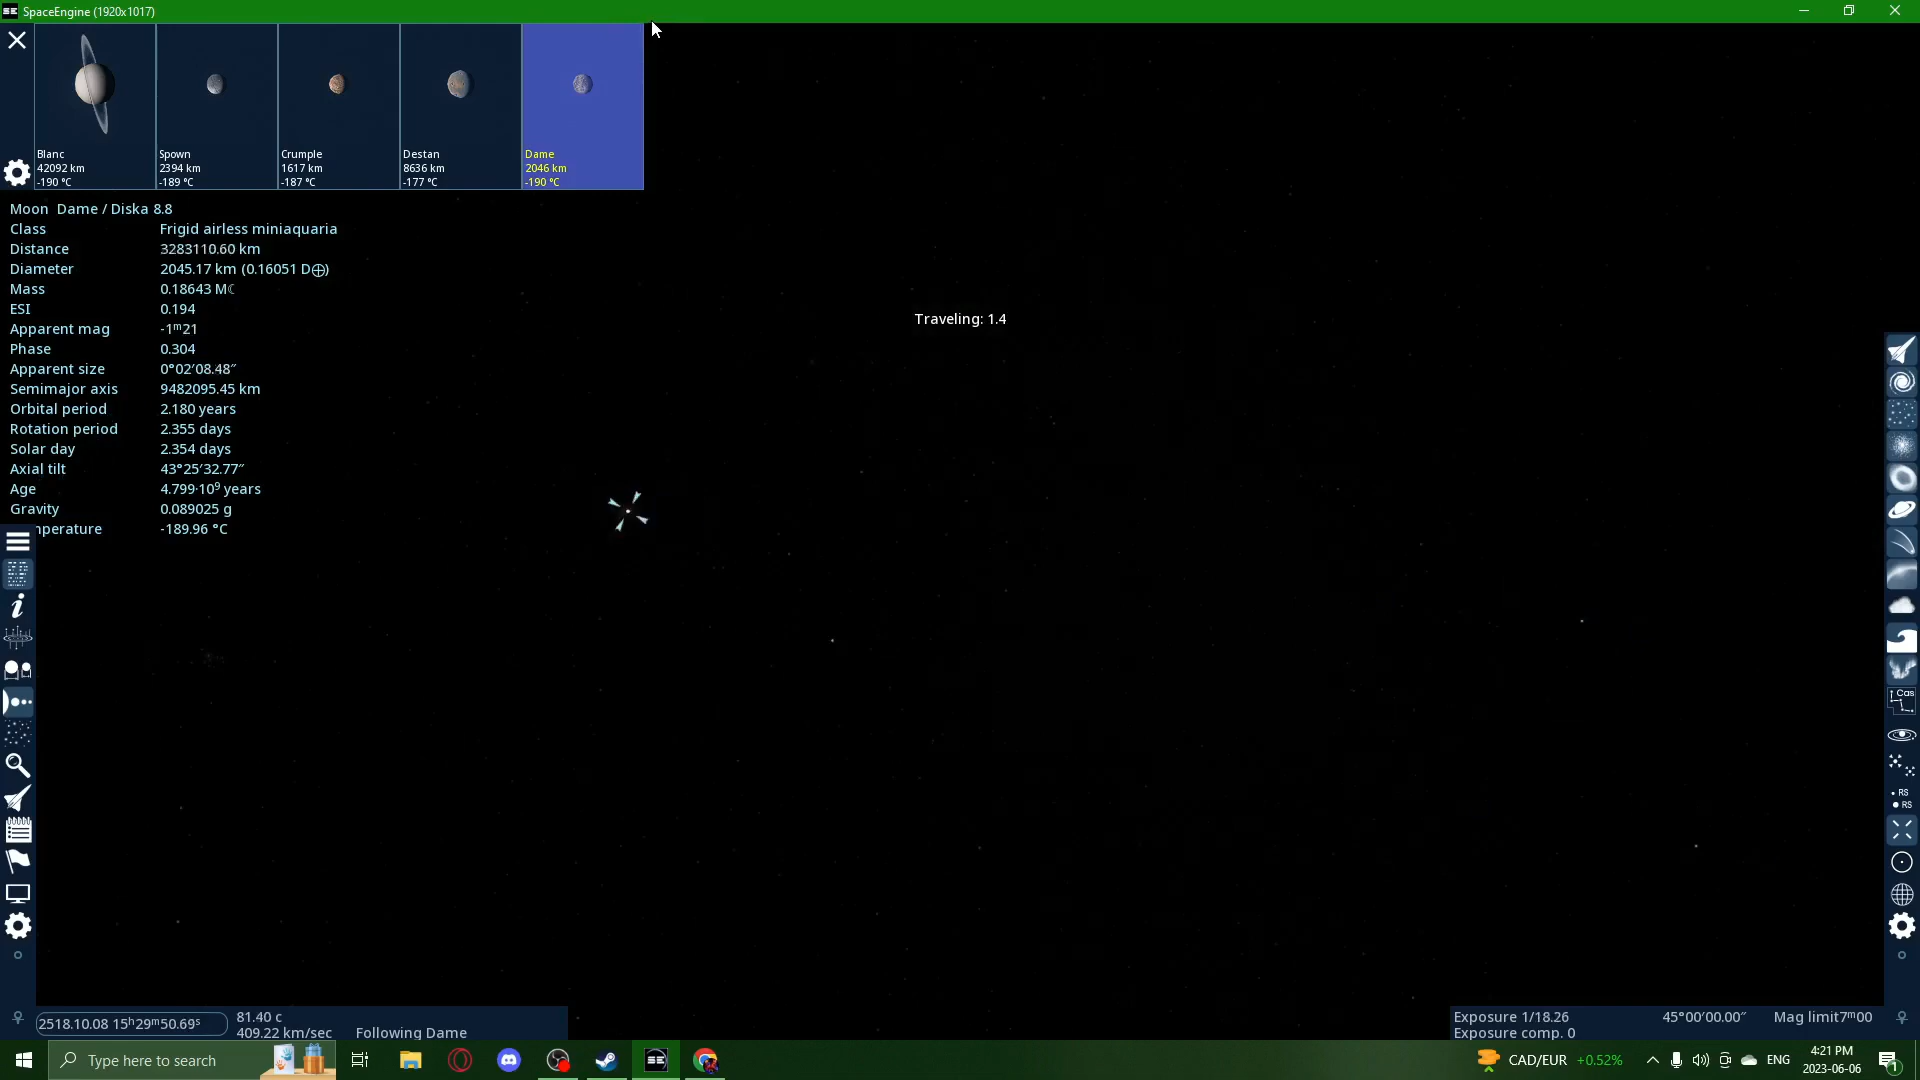 SpaceEngine (1920x1017)
Blanc
42092 km
-190 °C
Spown
2394 km
-189 °C
Crumple
1617 km
-187 °C
Destan
8636 km
-177 °C
Dame
2046 km
-190 °C
Moon Dame / Diska 8.8
Class Frigid airless miniaquaria
Distance 3283110.60 km
Diameter 2045.17 km (0.16051 D⊕)
Mass 0.18643 M☾
ESI 0.194
Apparent mag -1ᵐ21
Phase 0.304
Apparent size 0°02′08.48″
Semimajor axis 9482095.45 km
Orbital period 2.180 years
Rotation period 2.355 days
Solar day 2.354 days
Axial tilt 43°25′32.77″
Age 4.799·10⁹ years
Gravity 0.089025 g
perature -189.96 °C
Traveling: 1.4
Cas
RS
RS
2518.10.08 15ʰ29ᵐ50.69ˢ
81.40 c
409.22 km/sec Following Dame
Exposure 1/18.26 45°00′00.00″ Mag limit7ᵐ00
Exposure comp. 0
Type here to search
SE
CAD/EUR +0.52%
ENG
4:21 PM
2023-06-06
1